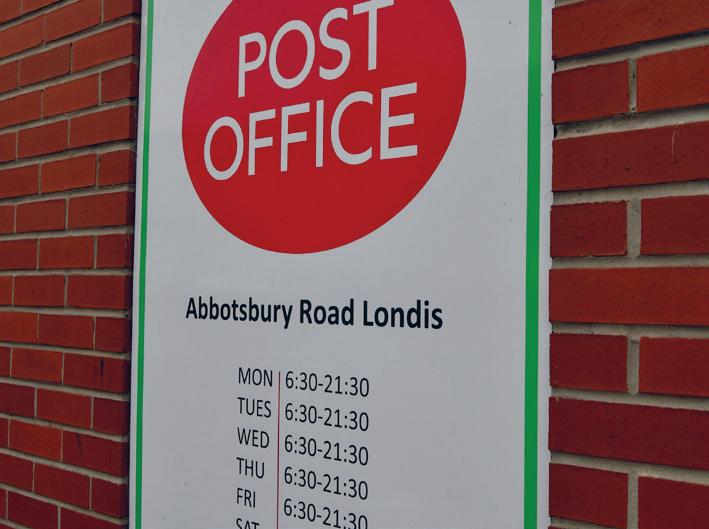 POST
OFFICE
Abbotsbury Road Londis
MON 6:30-21:30
TUES 6:30-21:30
WED 6:30-21:30
THU 6:30-21:30
FRI 6:30-21:30
SAT